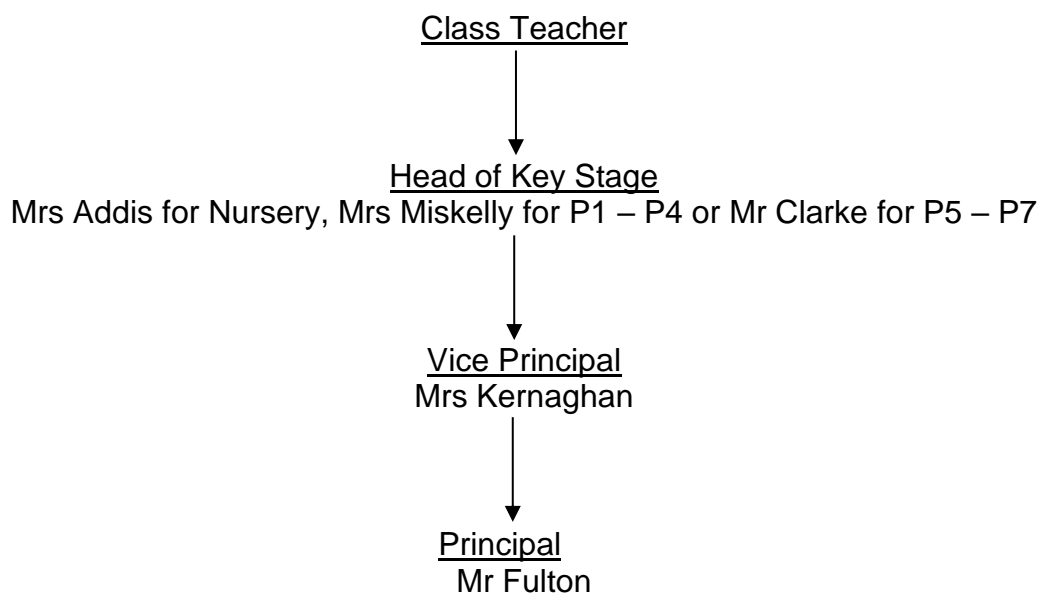 Class Teacher
Head of Key Stage
Mrs Addis for Nursery, Mrs Miskelly for P1 – P4 or Mr Clarke for P5 – P7
Vice Principal
Mrs Kernaghan
Principal
Mr Fulton